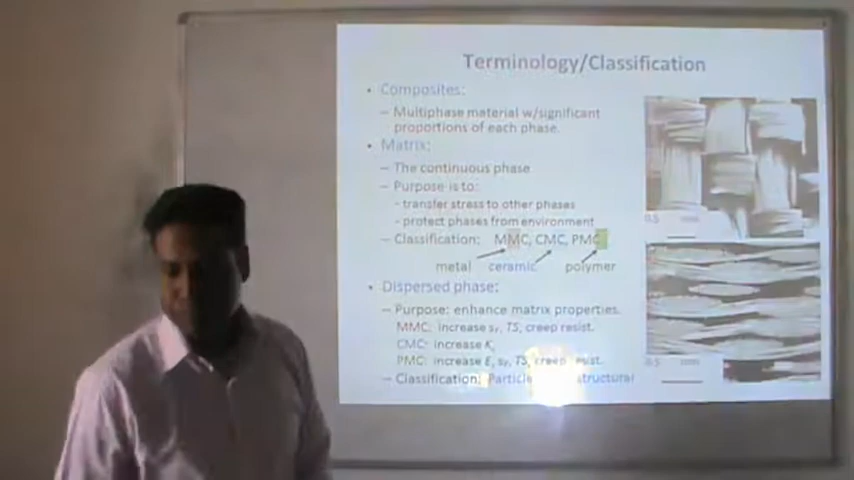 Terminology/Classification
• Composites:
– Multiphase material w/significant
proportions of each phase.
• Matrix:
– The continuous phase
– Purpose is to:
- transfer stress to other phases
- protect phases from environment
– Classification: MMC, CMC, PMC
metal ceramic polymer
• Dispersed phase:
– Purpose: enhance matrix properties.
MMC: increase sy, TS, creep resist.
CMC: increase Kc
PMC: increase E, sy, TS, creep resist.
– Classification: structural
0.5 mm
0.5 mm